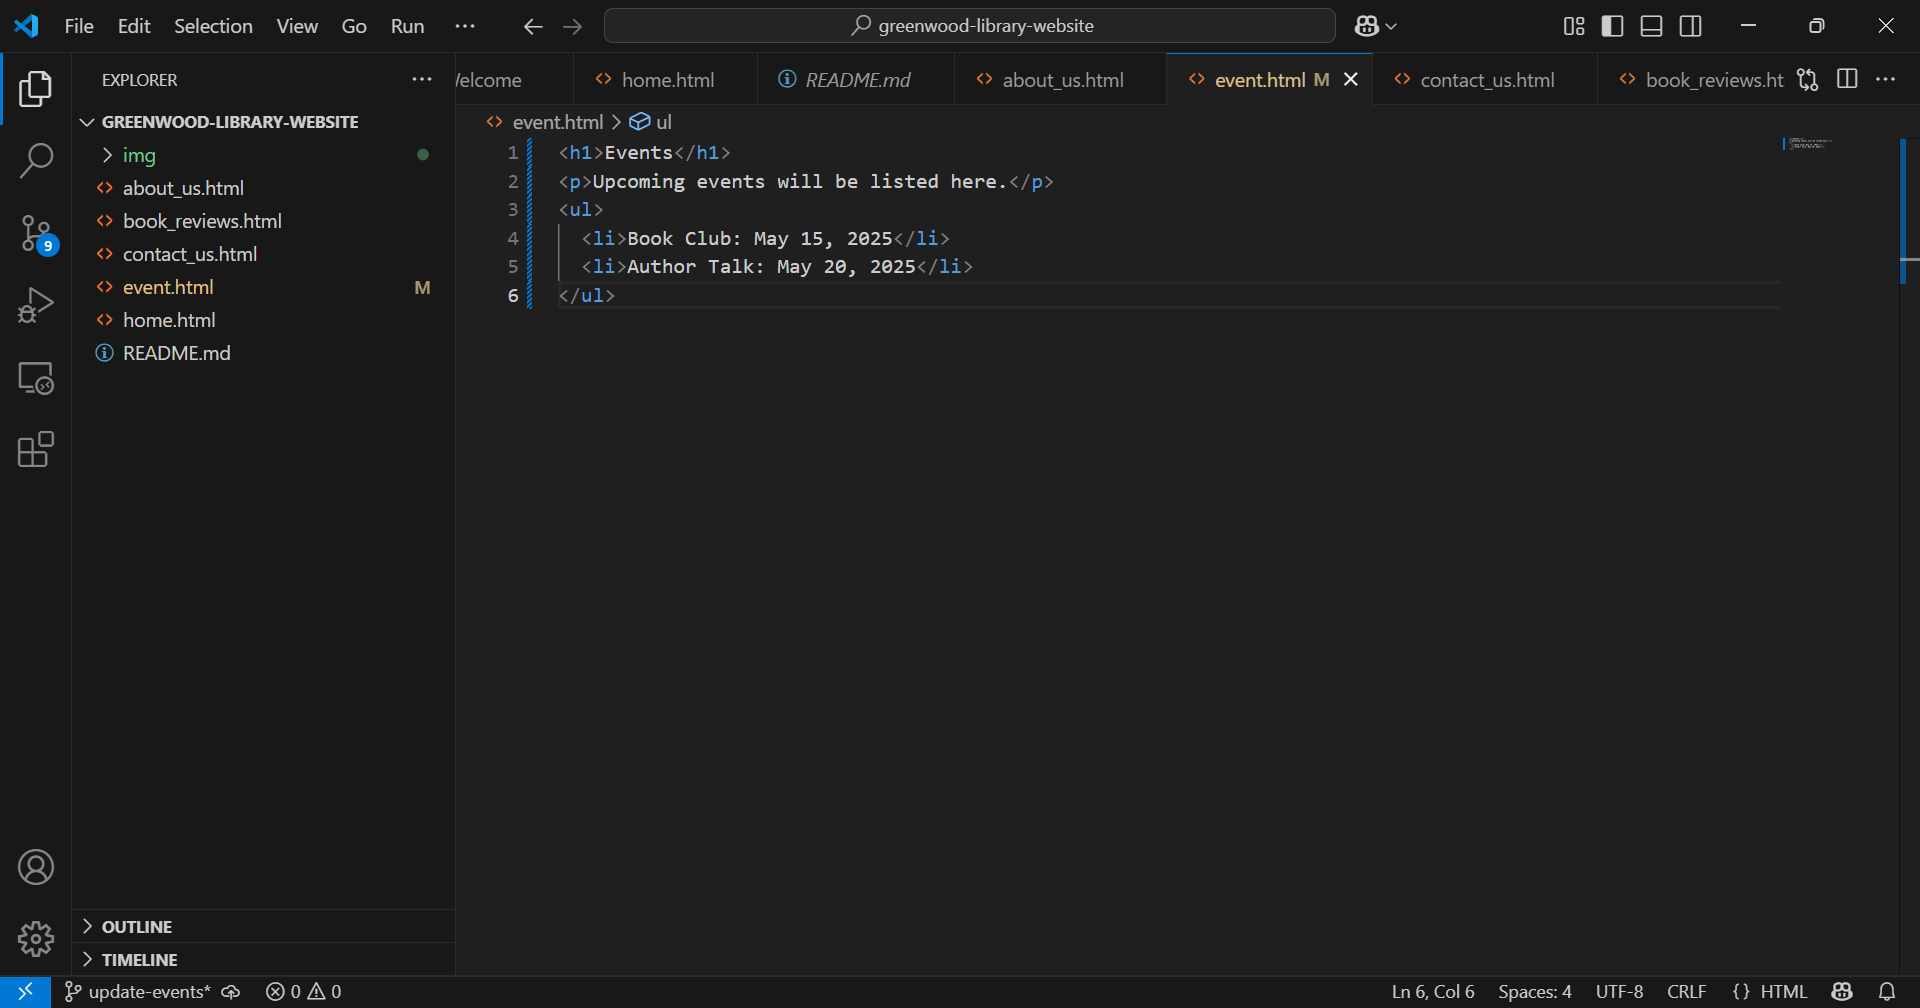 File Edit Selection View Go Run ··· greenwood-library-website
EXPLORER
elcome home.html README.md about_us.html event.html M contact_us.html book_reviews.ht
GREENWOOD-LIBRARY-WEBSITE
img
about_us.html
book_reviews.html
contact_us.html
event.html M
home.html
README.md
9
event.html > ul
1 <h1>Events</h1>
2 <p>Upcoming events will be listed here.</p>
3 <ul>
4 <li>Book Club: May 15, 2025</li>
5 <li>Author Talk: May 20, 2025</li>
6 </ul>
OUTLINE
TIMELINE
update-events* 0 0 Ln 6, Col 6 Spaces: 4 UTF-8 CRLF {} HTML